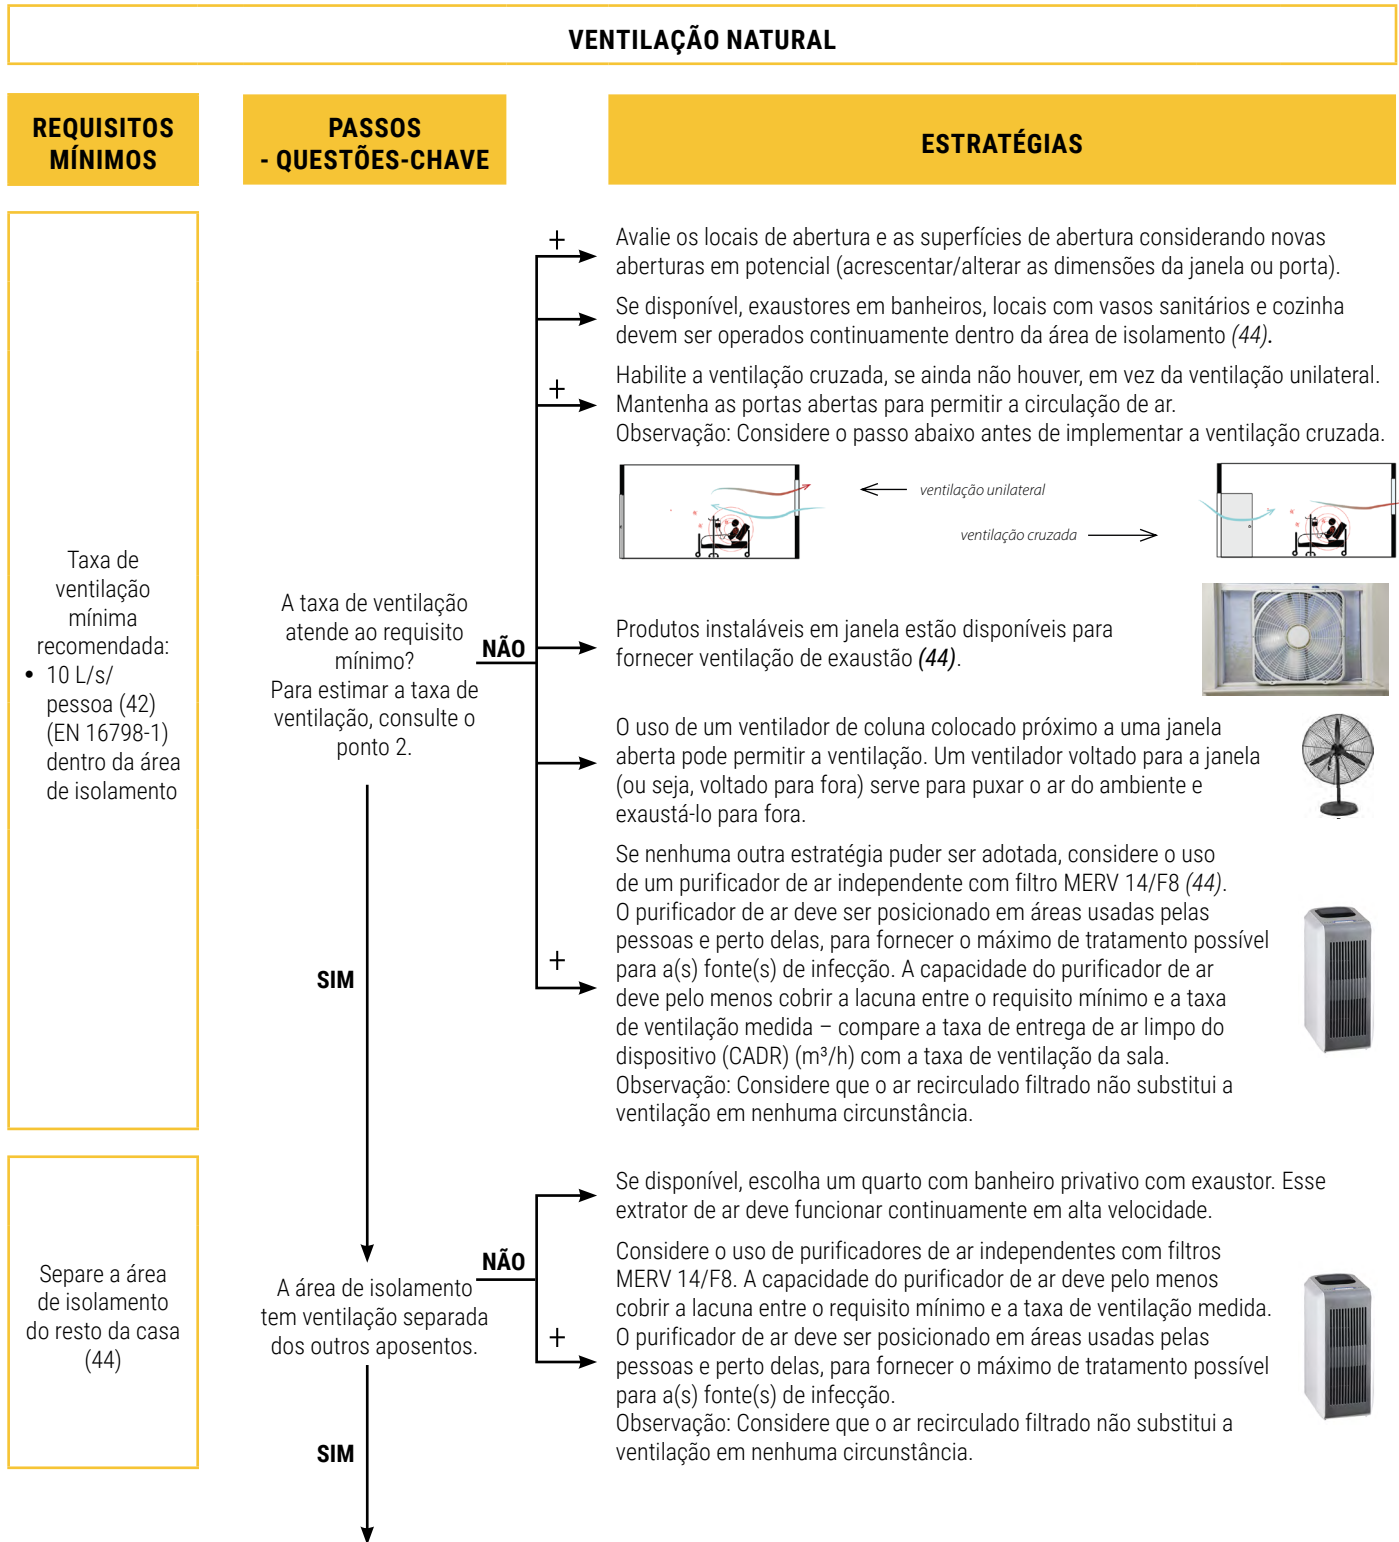 VENTILAÇÃO NATURAL
REQUISITOS
MÍNIMOS
PASSOS
- QUESTÕES-CHAVE
ESTRATÉGIAS
Taxa de
ventilação
mínima
recomendada:
• 10 L/s/
pessoa (42)
(EN 16798-1)
dentro da área
de isolamento
A taxa de ventilação
atende ao requisito
mínimo?
Para estimar a taxa de
ventilação, consulte o
ponto 2.
NÃO
+
Avalie os locais de abertura e as superfícies de abertura considerando novas
aberturas em potencial (acrescentar/alterar as dimensões da janela ou porta).
Se disponível, exaustores em banheiros, locais com vasos sanitários e cozinha
devem ser operados continuamente dentro da área de isolamento (44).
+
Habilite a ventilação cruzada, se ainda não houver, em vez da ventilação unilateral.
Mantenha as portas abertas para permitir a circulação de ar.
Observação: Considere o passo abaixo antes de implementar a ventilação cruzada.
ventilação unilateral
ventilação cruzada
Produtos instaláveis em janela estão disponíveis para
fornecer ventilação de exaustão (44).
O uso de um ventilador de coluna colocado próximo a uma janela
aberta pode permitir a ventilação. Um ventilador voltado para a janela
(ou seja, voltado para fora) serve para puxar o ar do ambiente e
exaustá-lo para fora.
+
Se nenhuma outra estratégia puder ser adotada, considere o uso
de um purificador de ar independente com filtro MERV 14/F8 (44).
O purificador de ar deve ser posicionado em áreas usadas pelas
pessoas e perto delas, para fornecer o máximo de tratamento possível
para a(s) fonte(s) de infecção. A capacidade do purificador de ar
deve pelo menos cobrir a lacuna entre o requisito mínimo e a taxa
de ventilação medida – compare a taxa de entrega de ar limpo do
dispositivo (CADR) (m³/h) com a taxa de ventilação da sala.
Observação: Considere que o ar recirculado filtrado não substitui a
ventilação em nenhuma circunstância.
SIM
Separe a área
de isolamento
do resto da casa
(44)
A área de isolamento
tem ventilação separada
dos outros aposentos.
NÃO
Se disponível, escolha um quarto com banheiro privativo com exaustor. Esse
extrator de ar deve funcionar continuamente em alta velocidade.
+
Considere o uso de purificadores de ar independentes com filtros
MERV 14/F8. A capacidade do purificador de ar deve pelo menos
cobrir a lacuna entre o requisito mínimo e a taxa de ventilação medida.
O purificador de ar deve ser posicionado em áreas usadas pelas
pessoas e perto delas, para fornecer o máximo de tratamento possível
para a(s) fonte(s) de infecção.
Observação: Considere que o ar recirculado filtrado não substitui a
ventilação em nenhuma circunstância.
SIM